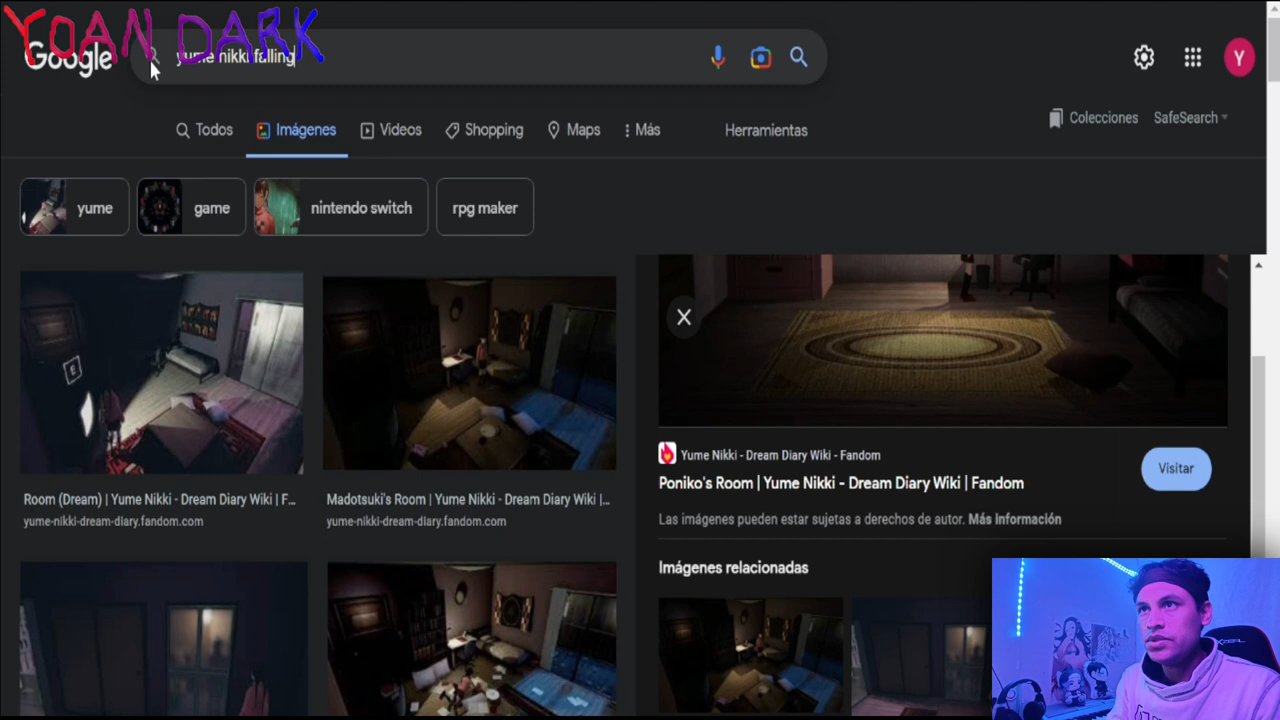 YOAN DARK
Google
yume nikki falling
Y
Todos
Imágenes
Videos
Shopping
Maps
Más
Herramientas
Colecciones
SafeSearch
yume
game
nintendo switch
rpg maker
E
Room (Dream) | Yume Nikki - Dream Diary Wiki | F...
yume-nikki-dream-diary.fandom.com
Madotsuki's Room | Yume Nikki - Dream Diary Wiki |...
yume-nikki-dream-diary.fandom.com
Yume Nikki - Dream Diary Wiki - Fandom
Poniko's Room | Yume Nikki - Dream Diary Wiki | Fandom
Visitar
Las imágenes pueden estar sujetas a derechos de autor. Más información
Imágenes relacionadas
XZEAL